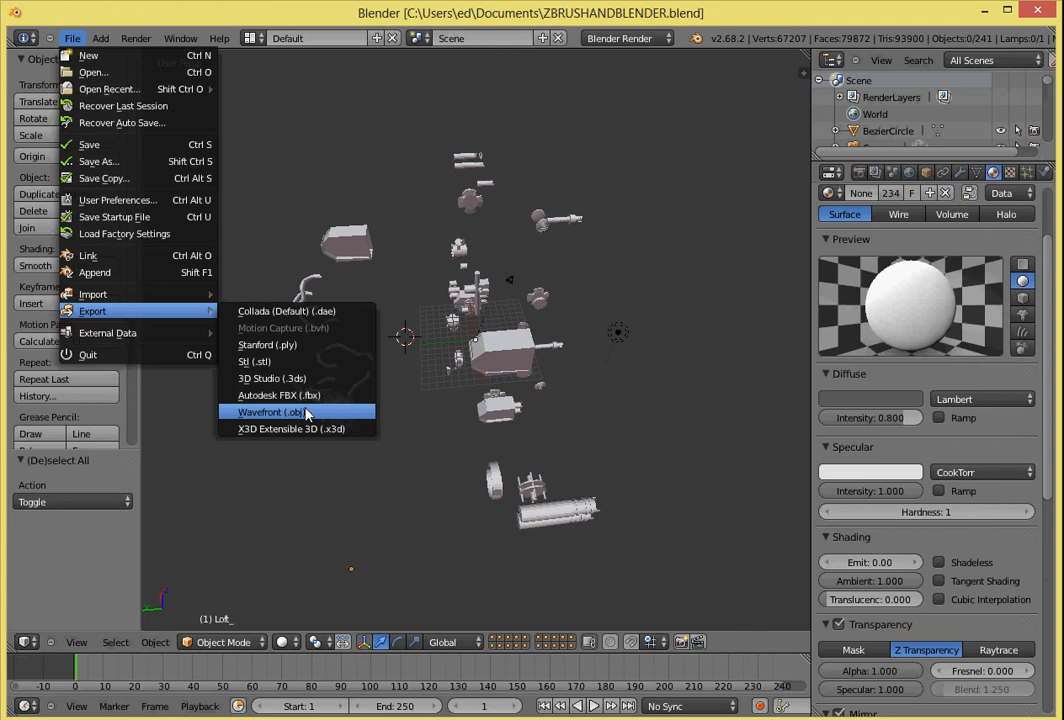 Blender [C:\Users\ed\Documents\ZBRUSHANDBLENDER.blend]
File Add Render Window Help Default Scene Blender Render v2.68.2 | Verts:67207 | Faces:79872 | Tris:93900 | Objects:0/241 | Lamps:0/1
New Ctrl N
Open... Ctrl O
Open Recent... Shift Ctrl O
Recover Last Session
Recover Auto Save...
Save Ctrl S
Save As... Shift Ctrl S
Save Copy... Ctrl Alt S
User Preferences... Ctrl Alt U
Save Startup File Ctrl U
Load Factory Settings
Link Ctrl Alt O
Append Shift F1
Import
Export
External Data
Quit Ctrl Q
Collada (Default) (.dae)
Motion Capture (.bvh)
Stanford (.ply)
Stl (.stl)
3D Studio (.3ds)
Autodesk FBX (.fbx)
Wavefront (.obj
X3D Extensible 3D (.x3d)
Transform
Translate
Rotate
Scale
Origin
Object:
Duplicate
Delete
Join
Shading:
Smooth
Keyframe
Insert
Motion Pa
Calculate
Repeat:
Repeat Last
History...
Grease Pencil:
Draw Line
(De)select All
Action
Toggle
(1) Loft_
View Select Object Object Mode Global
-10 0 10 20 30 40 50 60 70 80 90 100 110 120 130 140 150 160 170 180 190 200 210 220 230 240
View Marker Frame Playback Start: 1 End: 250 1 No Sync
View Search All Scenes
Scene
RenderLayers
World
BezierCircle
None 234 F Data
Surface Wire Volume Halo
Preview
Diffuse
Intensity: 0.800 Lambert
Ramp
Specular
CookTorr
Intensity: 1.000 Ramp
Hardness: 1
Shading
Emit: 0.00 Shadeless
Ambient: 1.000 Tangent Shading
Translucenc: 0.000 Cubic Interpolation
Transparency
Mask Z Transparency Raytrace
Alpha: 1.000 Fresnel: 0.000
Specular: 1.000 Blend: 1.250
Mirror